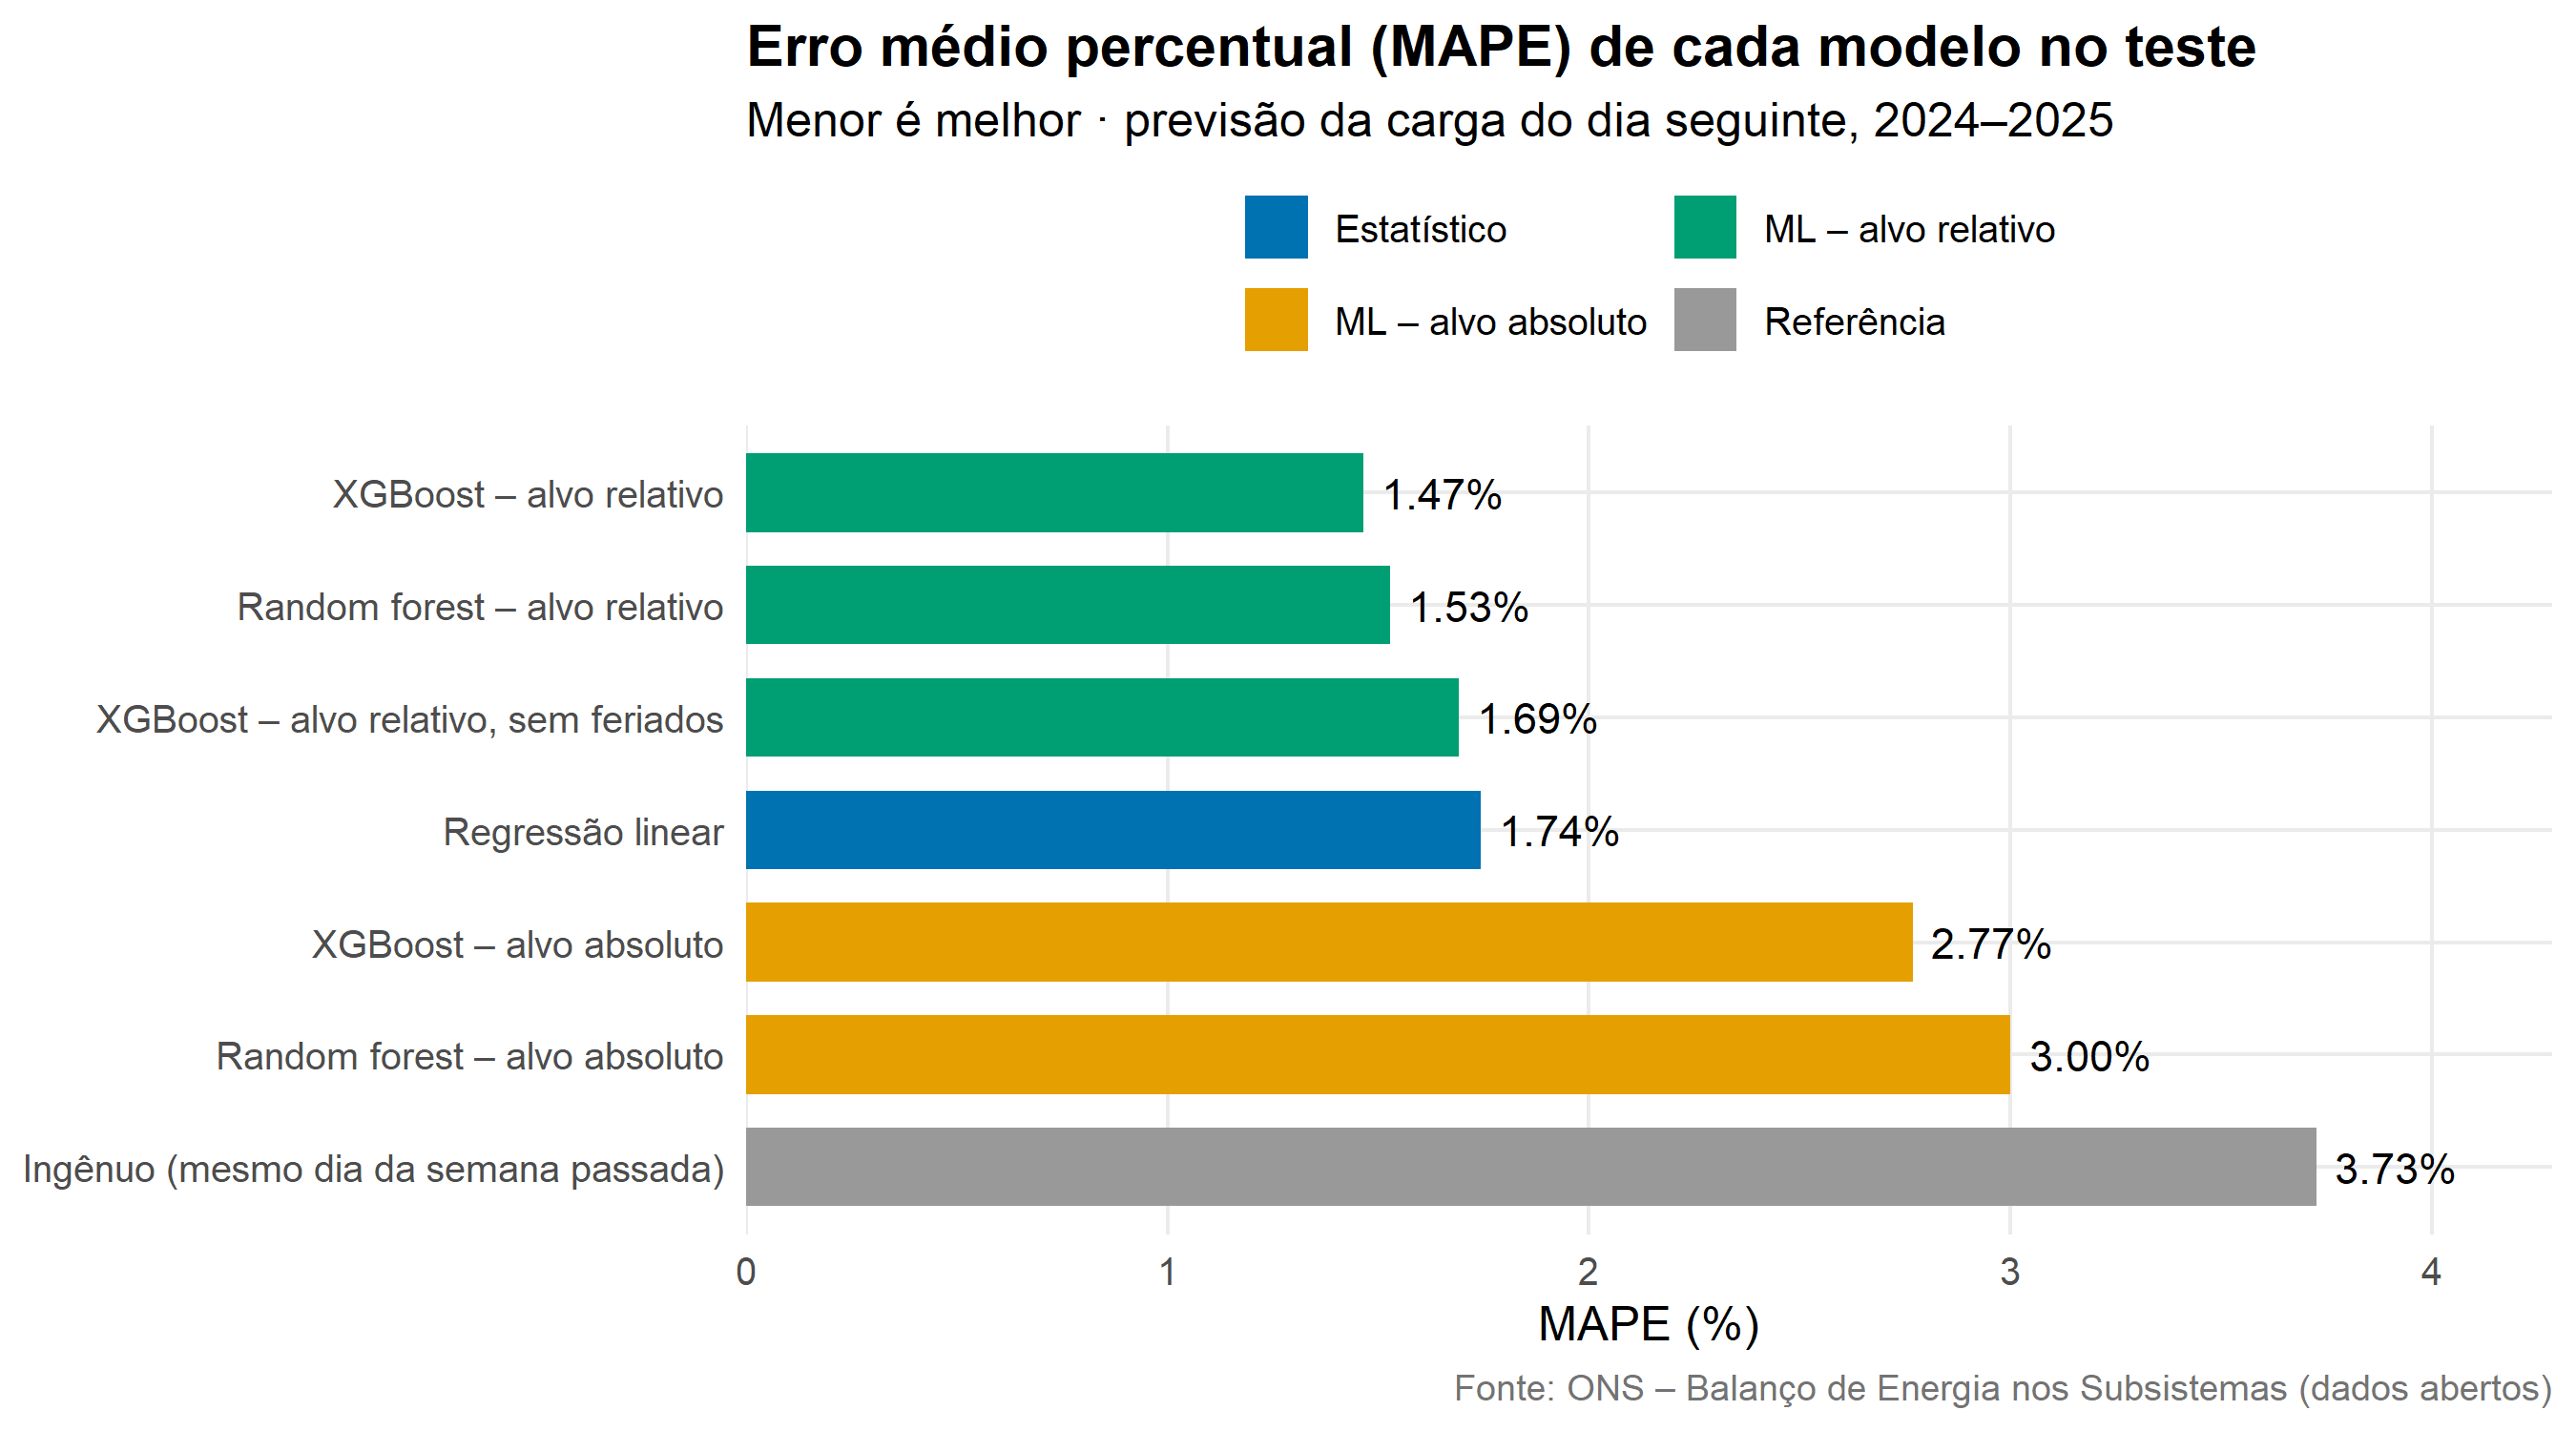 Erro médio percentual (MAPE) de cada modelo no teste
Menor é melhor · previsão da carga do dia seguinte, 2024–2025
Estatístico
ML – alvo relativo
ML – alvo absoluto
Referência
XGBoost – alvo relativo
1.47%
Random forest – alvo relativo
1.53%
XGBoost – alvo relativo, sem feriados
1.69%
Regressão linear
1.74%
XGBoost – alvo absoluto
2.77%
Random forest – alvo absoluto
3.00%
Ingênuo (mesmo dia da semana passada)
3.73%
0 1 2 3 4
MAPE (%)
Fonte: ONS – Balanço de Energia nos Subsistemas (dados abertos)